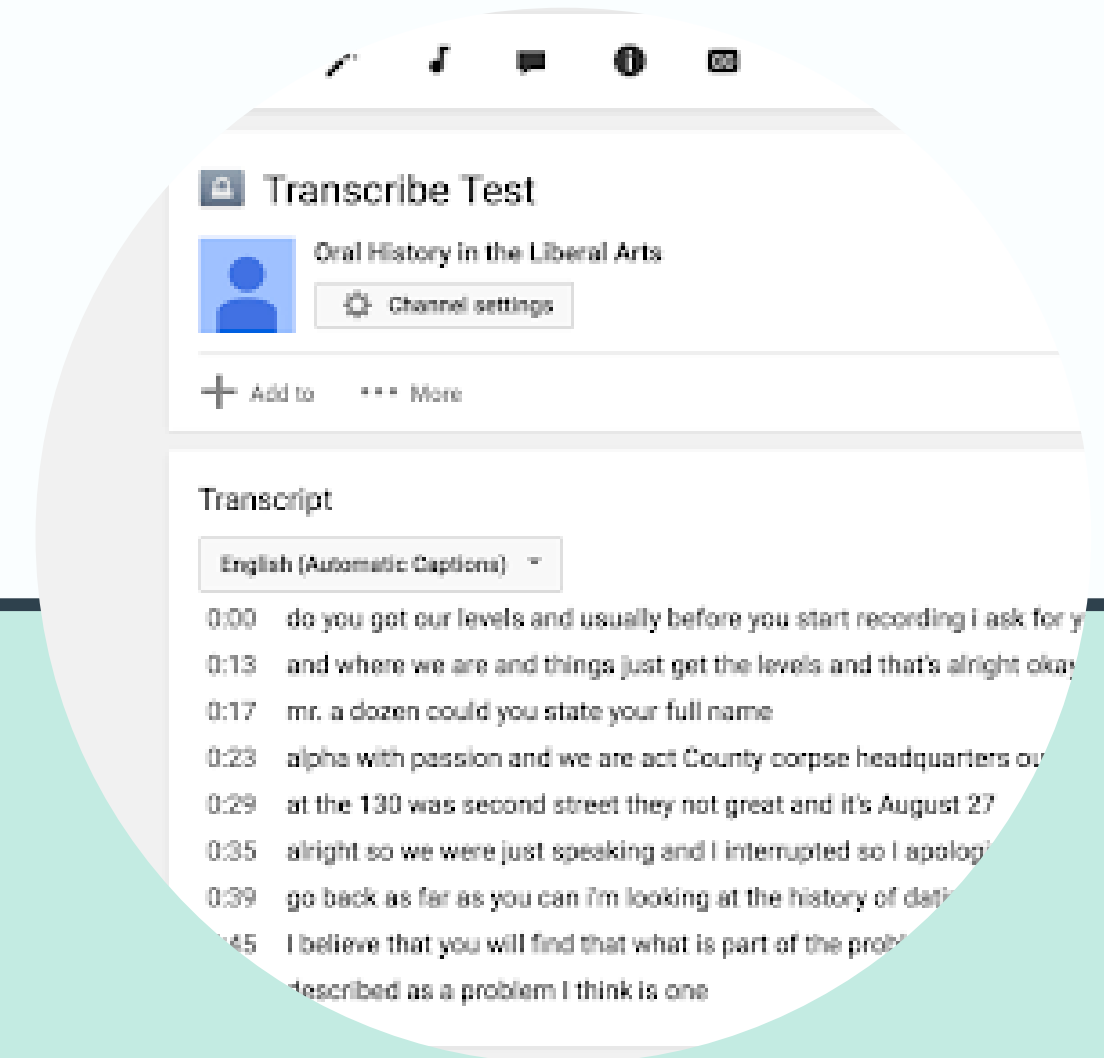 Transcribe Test
Oral History in the Liberal Arts
Channel settings
Add to ••• More
Transcript
English (Automatic Captions)
0:00 do you got our levels and usually before you start recording i ask for y
0:13 and where we are and things just get the levels and that's alright okay
0:17 mr. a dozen could you state your full name
0:23 alpha with passion and we are act County corpse headquarters ou
0:29 at the 130 was second street they not great and it's August 27
0:35 alright so we were just speaking and I interrupted so I apologi
0:39 go back as far as you can i'm looking at the history of
:45 I believe that you will find that what is part of the prob
described as a problem I think is one